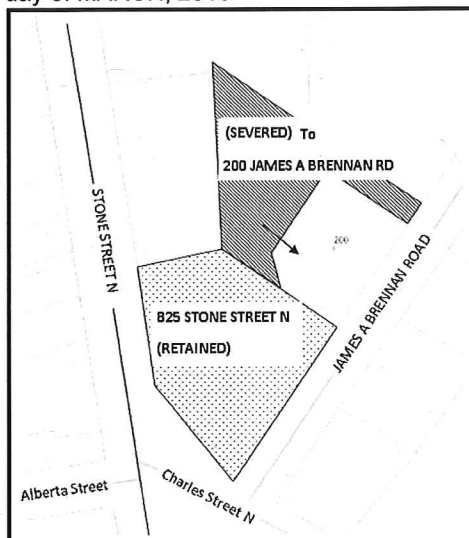 (SEVERED) To
200 JAMES A BRENNAN RD
STONE STREET N
200
825 STONE STREET N
(RETAINED)
JAMES A BRENNAN ROAD
Alberta Street
Charles Street N